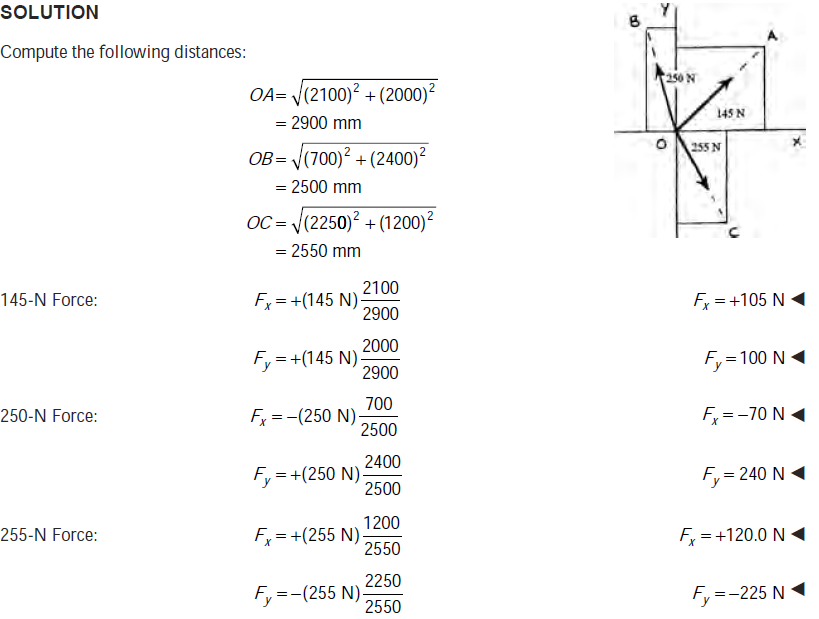 SOLUTION
Compute the following distances:
OA = √((2100)² + (2000)²)
= 2900 mm
OB = √((700)² + (2400)²)
= 2500 mm
OC = √((2250)² + (1200)²)
= 2550 mm
Y
B
A
250 N
145 N
O
255 N
X
C
145-N Force: Fx = +(145 N) 2100/2900 Fx = +105 N ◄
Fy = +(145 N) 2000/2900 Fy = 100 N ◄
250-N Force: Fx = −(250 N) 700/2500 Fx = −70 N ◄
Fy = +(250 N) 2400/2500 Fy = 240 N ◄
255-N Force: Fx = +(255 N) 1200/2550 Fx = +120.0 N ◄
Fy = −(255 N) 2250/2550 Fy = −225 N ◄